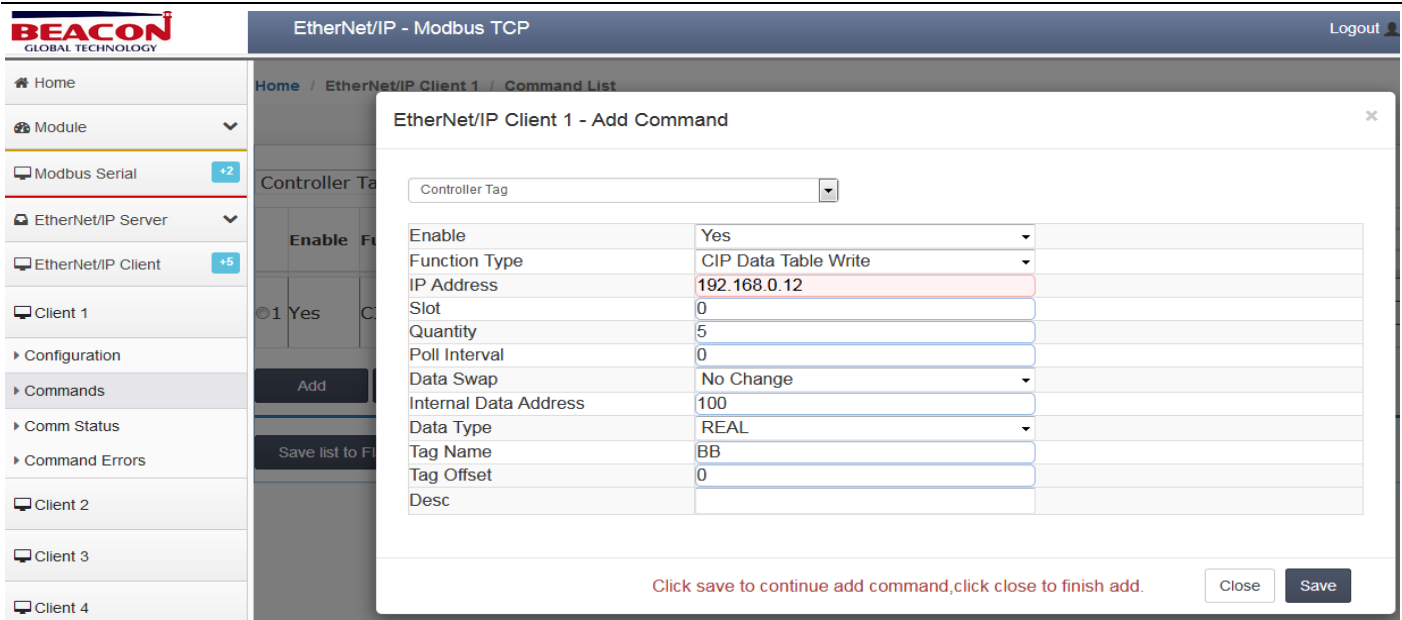 BEACON
GLOBAL TECHNOLOGY
EtherNet/IP - Modbus TCP
Logout
Home
Module
Modbus Serial +2
EtherNet/IP Server
EtherNet/IP Client +5
Client 1
Configuration
Commands
Comm Status
Command Errors
Client 2
Client 3
Client 4
Home / EtherNet/IP Client 1 / Command List
Controller Ta
Enable Fu
1 Yes
Add
Save list to Fl
EtherNet/IP Client 1 - Add Command ×
Controller Tag
Enable Yes
Function Type CIP Data Table Write
IP Address 192.168.0.12
Slot 0
Quantity 5
Poll Interval 0
Data Swap No Change
Internal Data Address 100
Data Type REAL
Tag Name BB
Tag Offset 0
Desc
Click save to continue add command,click close to finish add.
Close Save